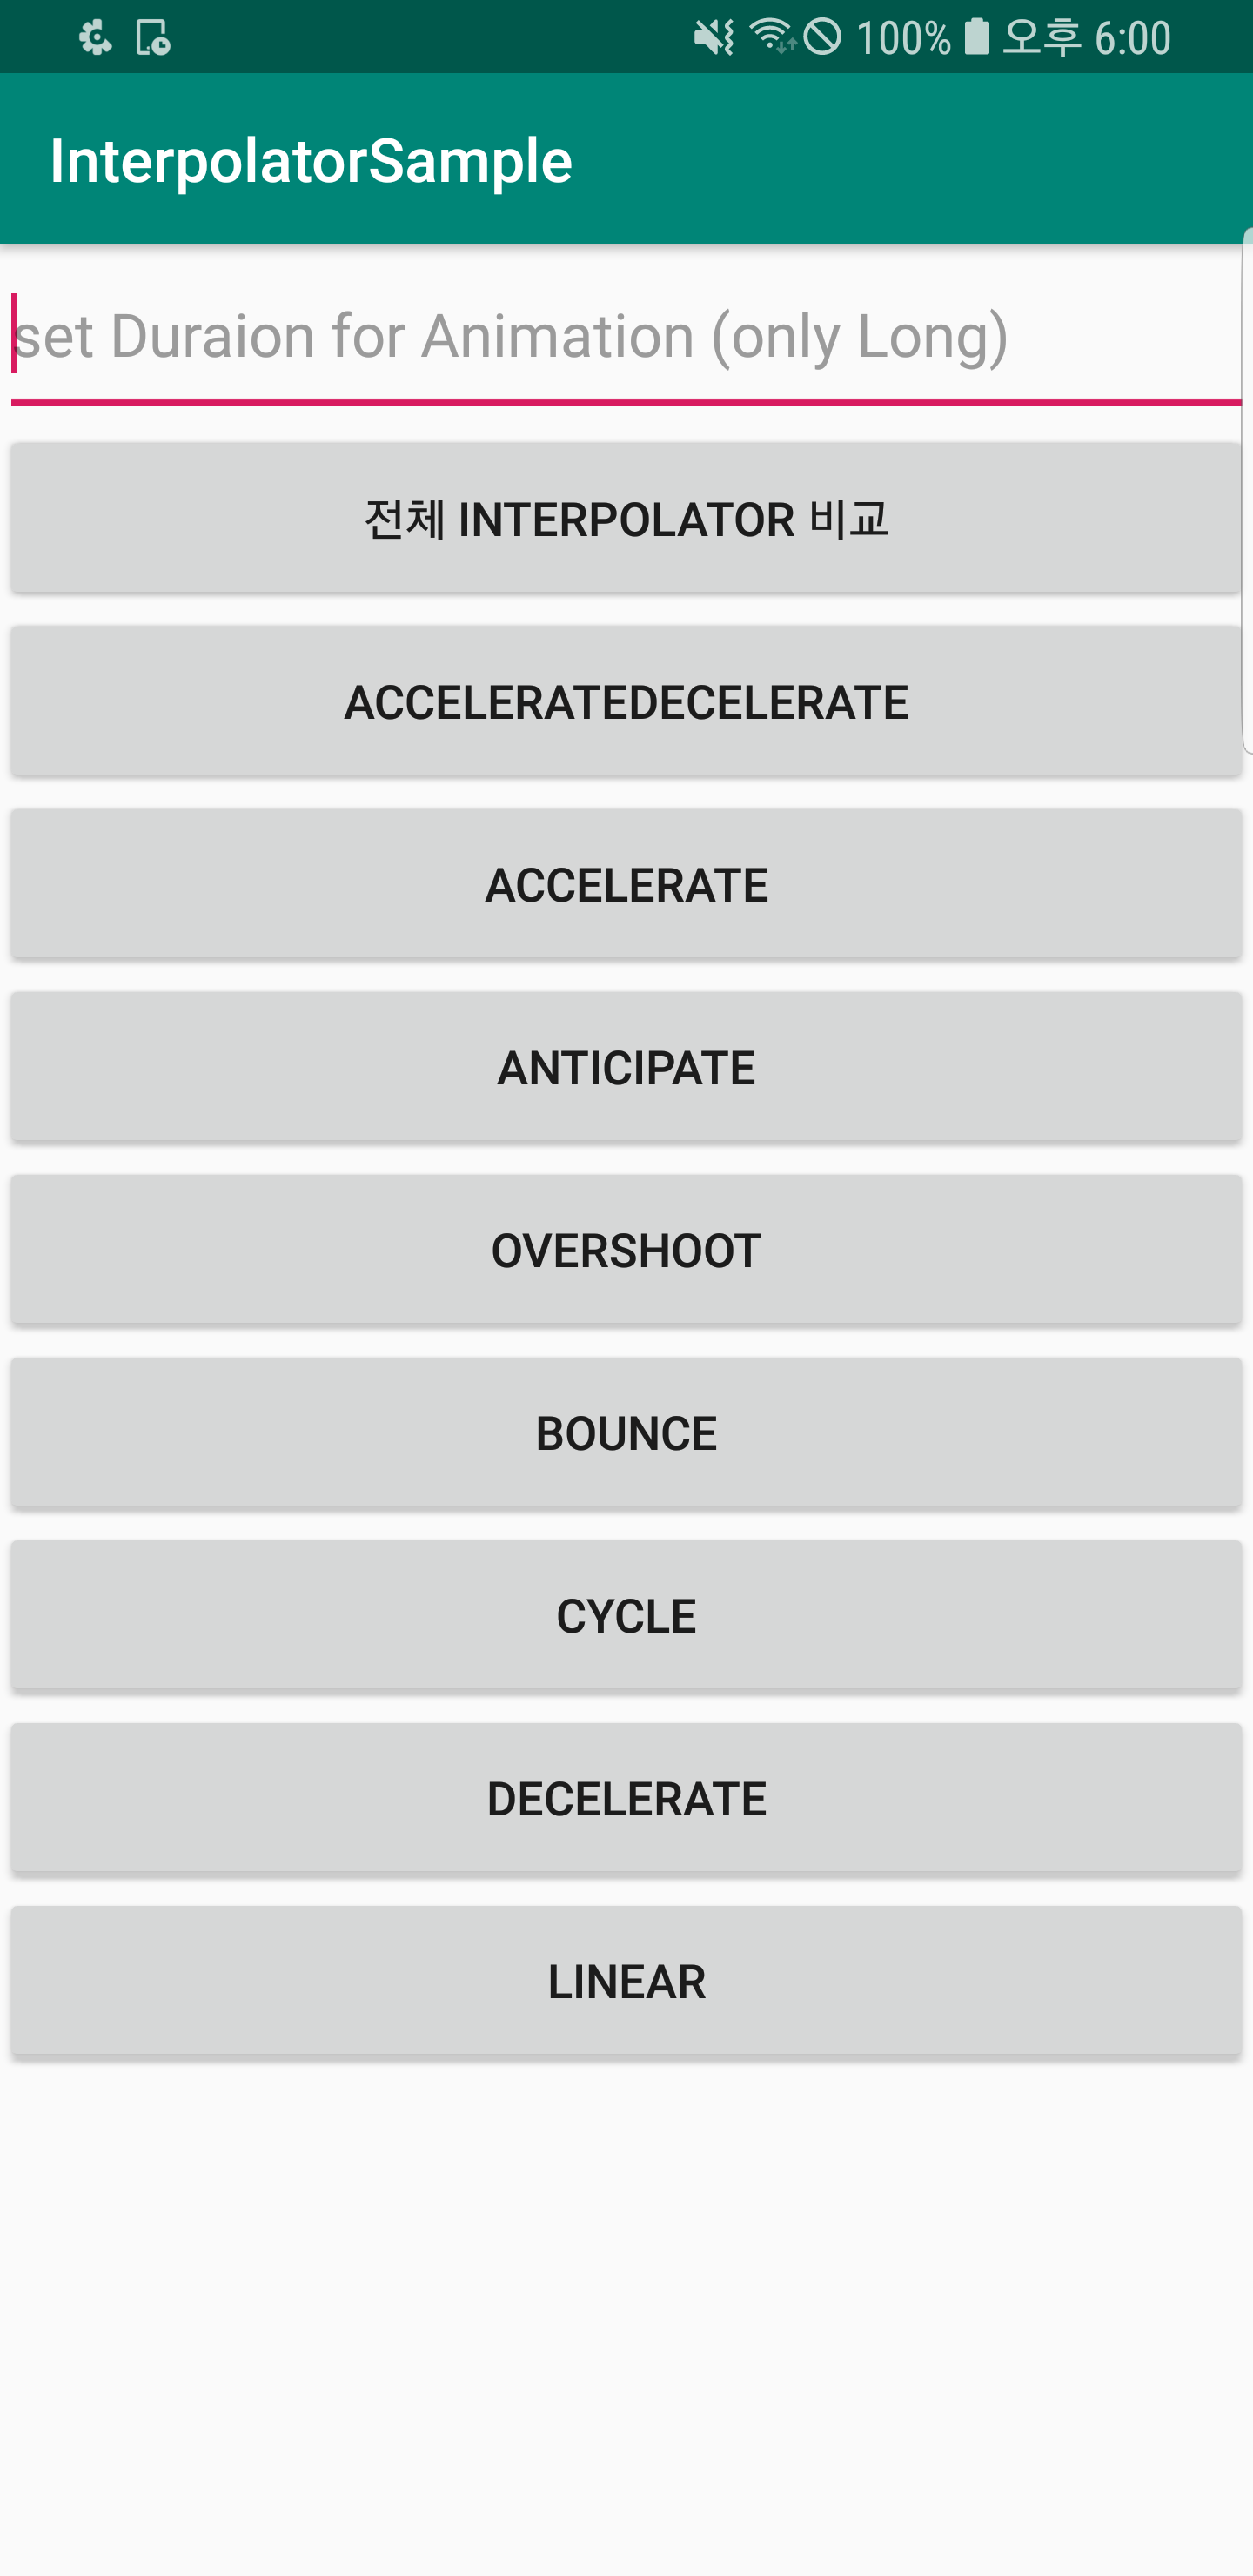 100% 오후 6:00
InterpolatorSample
set Duraion for Animation (only Long)
전체 INTERPOLATOR 비교
ACCELERATEDECELERATE
ACCELERATE
ANTICIPATE
OVERSHOOT
BOUNCE
CYCLE
DECELERATE
LINEAR